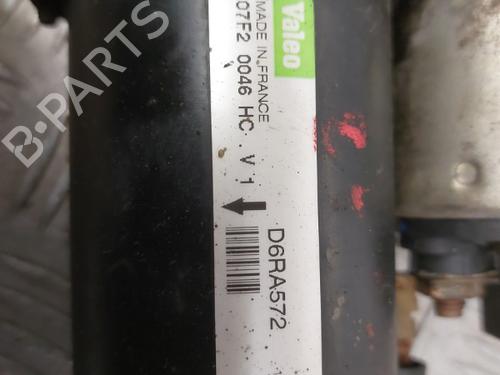 Valeo
MADE IN FRANCE
07F2 0046 HC . V 1
D6RA572
B-PARTS